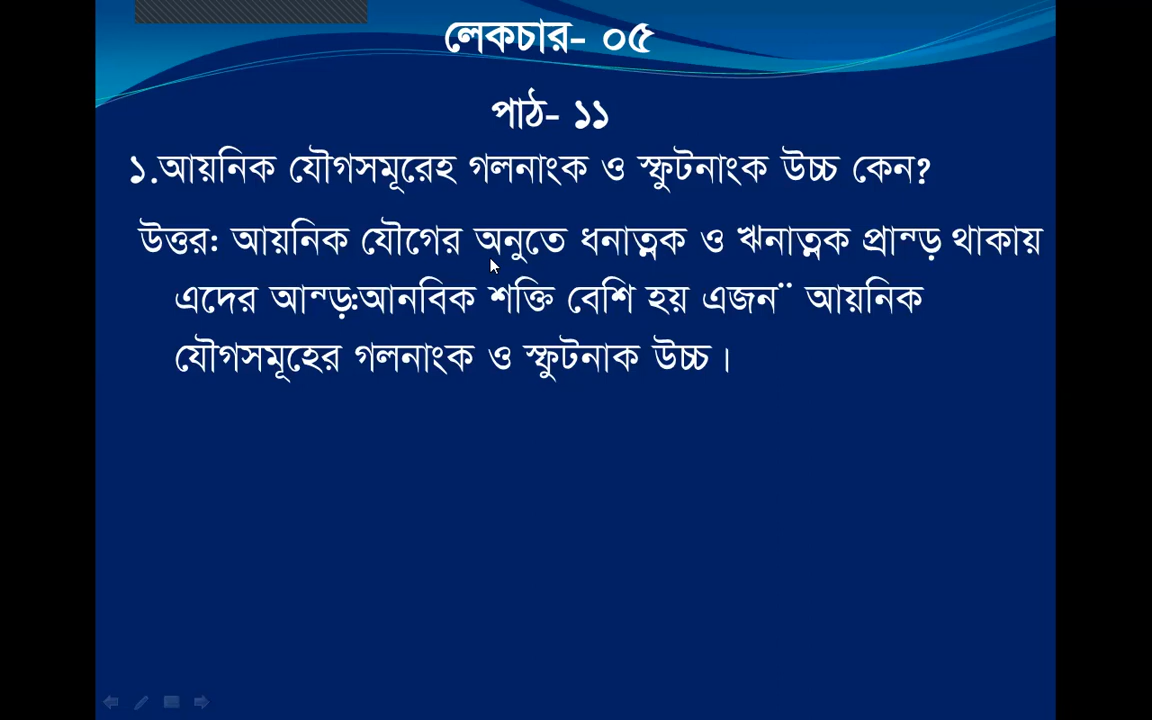 লেকচার- ০৫
পাঠ- ১১
১.আয়নিক যৌগসমূরেহ গলনাংক ও স্ফুটনাংক উচ্চ কেন?
উত্তর: আয়নিক যৌগের অনুতে ধনাত্নক ও ঋনাত্নক প্রান্ড় থাকায়
এদের আন্ড়:আনবিক শক্তি বেশি হয় এজন¨ আয়নিক
যৌগসমূহের গলনাংক ও স্ফুটনাক উচ্চ।